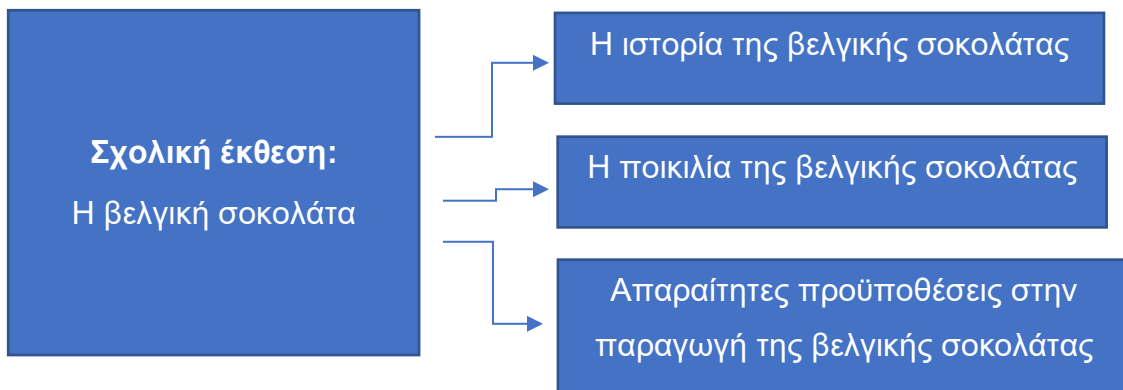 Σχολική έκθεση:
Η βελγική σοκολάτα
Η ιστορία της βελγικής σοκολάτας
Η ποικιλία της βελγικής σοκολάτας
Απαραίτητες προϋποθέσεις στην
παραγωγή της βελγικής σοκολάτας